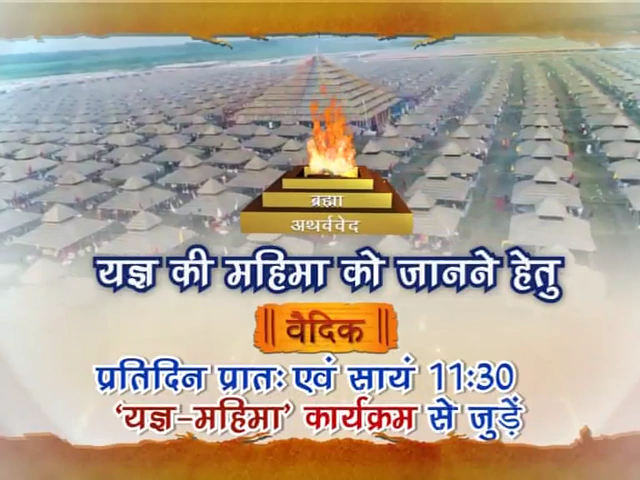 ब्रह्मा
अथर्ववेद
यज्ञ की महिमा को जानने हेतु
॥ वैदिक ॥
प्रतिदिन प्रातः एवं सायं 11:30
‘यज्ञ-महिमा’ कार्यक्रम से जुड़ें